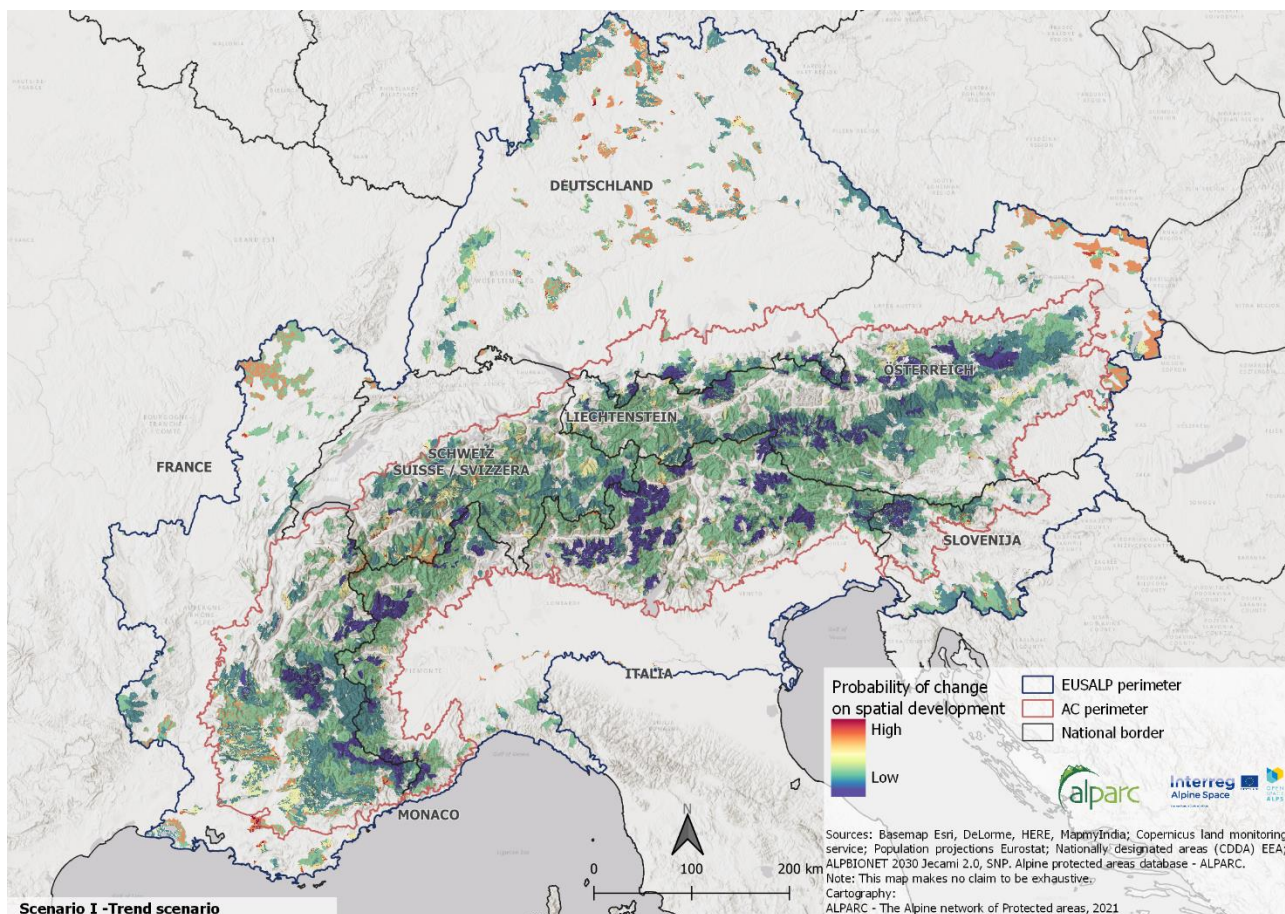 DEUTSCHLAND
ÖSTERREICH
LIECHTENSTEIN
SCHWEIZ
SUISSE / SVIZZERA
FRANCE
SLOVENIJA
ITALIA
MONACO
Probability of change
on spatial development
High
Low
EUSALP perimeter
AC perimeter
National border
alparc
Interreg
Alpine Space
N
0 100 200 km
Sources: Basemap Esri, DeLorme, HERE, MapmyIndia; Copernicus land monitoring
service; Population projections Eurostat; Nationally designated areas (CDDA) EEA;
ALPBIONET 2030 Jecami 2.0, SNP. Alpine protected areas database - ALPARC.
Note: This map makes no claim to be exhaustive.
Cartography:
ALPARC - The Alpine network of Protected areas, 2021
Scenario I -Trend scenario